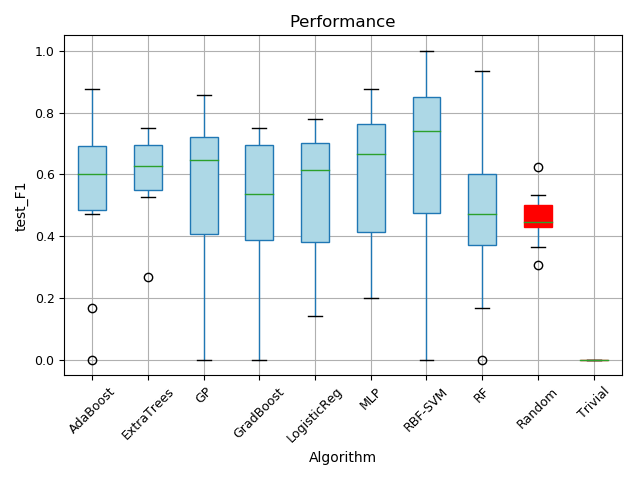 Performance
test_F1
1.0
0.8
0.6
0.4
0.2
0.0
AdaBoost
ExtraTrees
GP
GradBoost
LogisticReg
MLP
RBF-SVM
RF
Random
Trivial
Algorithm